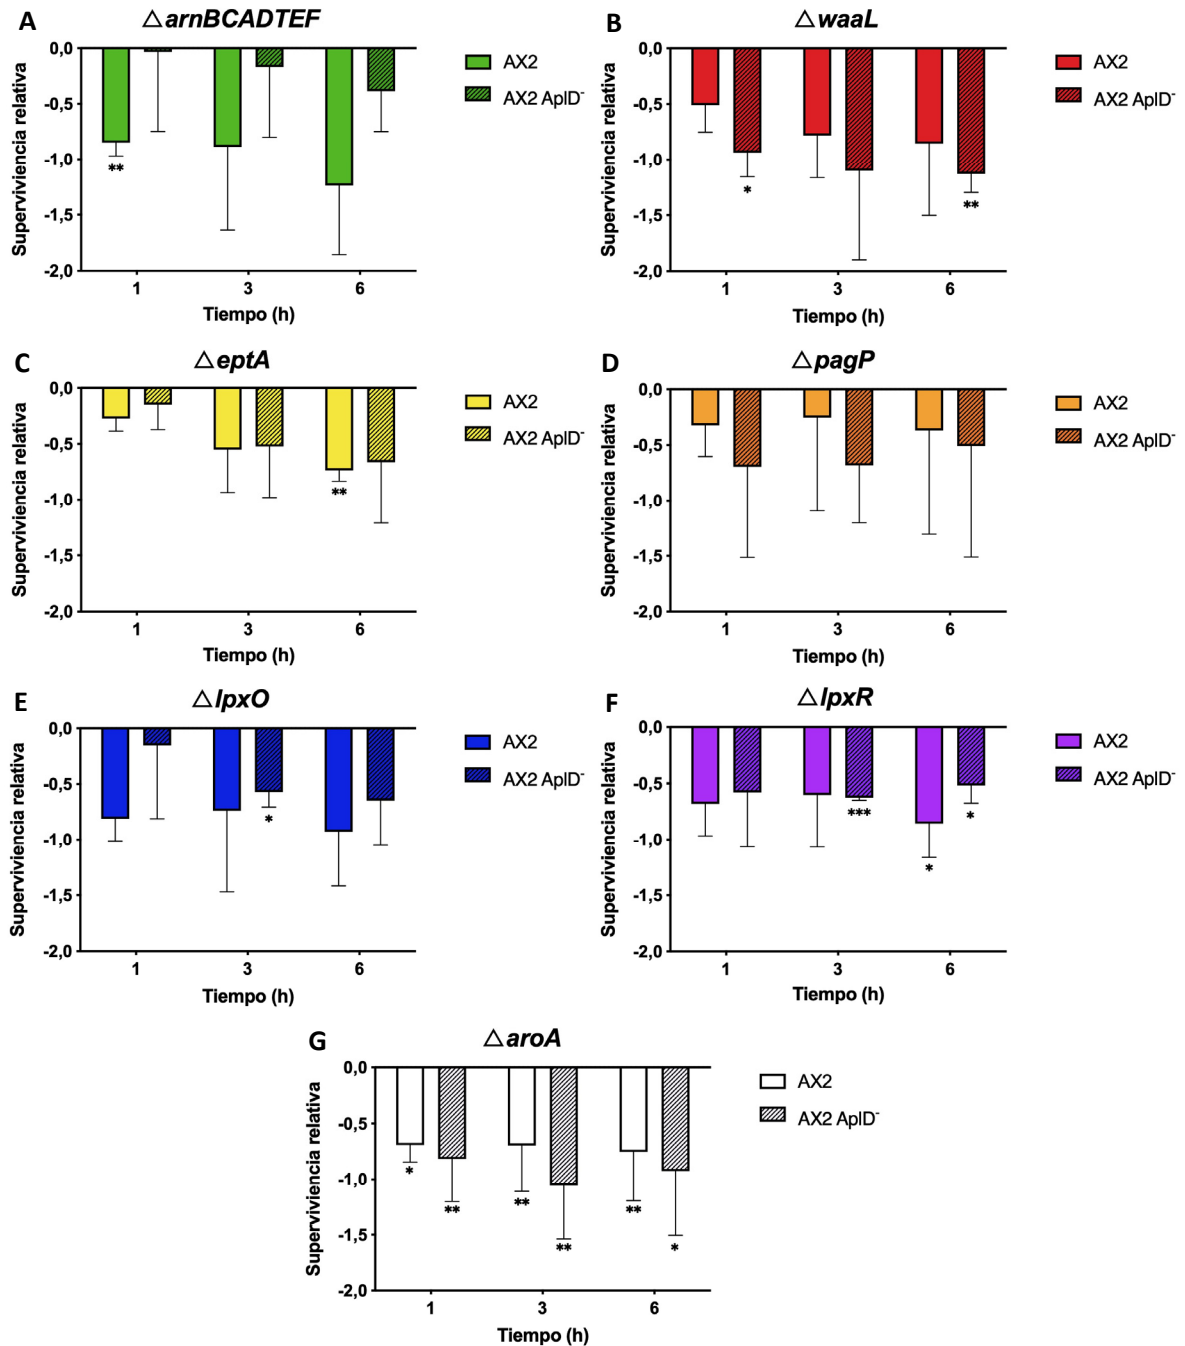 A
△arnBCADTEF
0,0
-0,5
-1,0
-1,5
-2,0
Superviviencia relativa
**
1
3
6
Tiempo (h)
AX2
AX2 AplD⁻
B
△waaL
0,0
-0,5
-1,0
-1,5
-2,0
Superviviencia relativa
*
**
1
3
6
Tiempo (h)
AX2
AX2 AplD⁻
C
△eptA
0,0
-0,5
-1,0
-1,5
-2,0
Superviviencia relativa
**
1
3
6
Tiempo (h)
AX2
AX2 AplD⁻
D
△pagP
0,0
-0,5
-1,0
-1,5
-2,0
Superviviencia relativa
1
3
6
Tiempo (h)
AX2
AX2 AplD⁻
E
△lpxO
0,0
-0,5
-1,0
-1,5
-2,0
Superviviencia relativa
*
1
3
6
Tiempo (h)
AX2
AX2 AplD⁻
F
△lpxR
0,0
-0,5
-1,0
-1,5
-2,0
Superviviencia relativa
***
*
*
1
3
6
Tiempo (h)
AX2
AX2 AplD⁻
G
△aroA
0,0
-0,5
-1,0
-1,5
-2,0
Superviviencia relativa
*
**
**
**
**
*
1
3
6
Tiempo (h)
AX2
AX2 AplD⁻